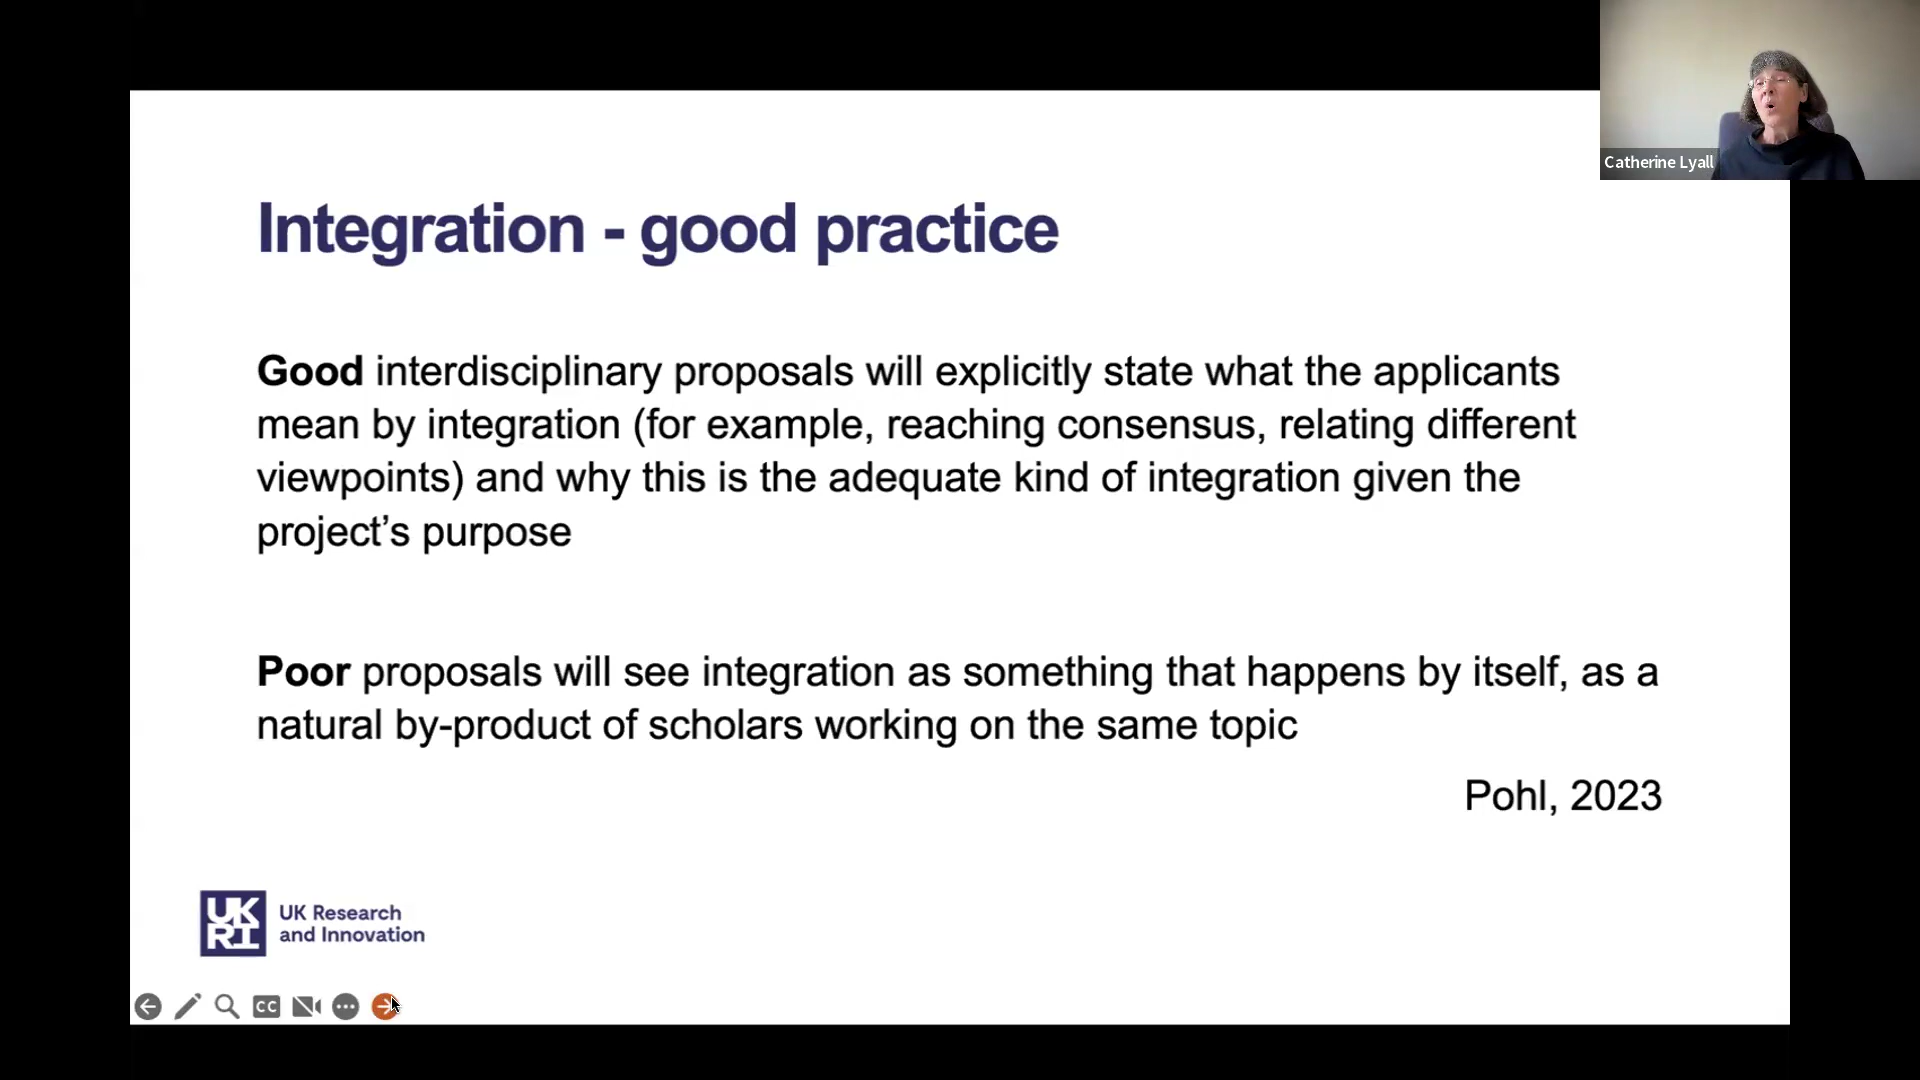 Catherine Lyall
Integration - good practice
Good interdisciplinary proposals will explicitly state what the applicants
mean by integration (for example, reaching consensus, relating different
viewpoints) and why this is the adequate kind of integration given the
project’s purpose
Poor proposals will see integration as something that happens by itself, as a
natural by-product of scholars working on the same topic
Pohl, 2023
UK
RI
UK Research
and Innovation
CC